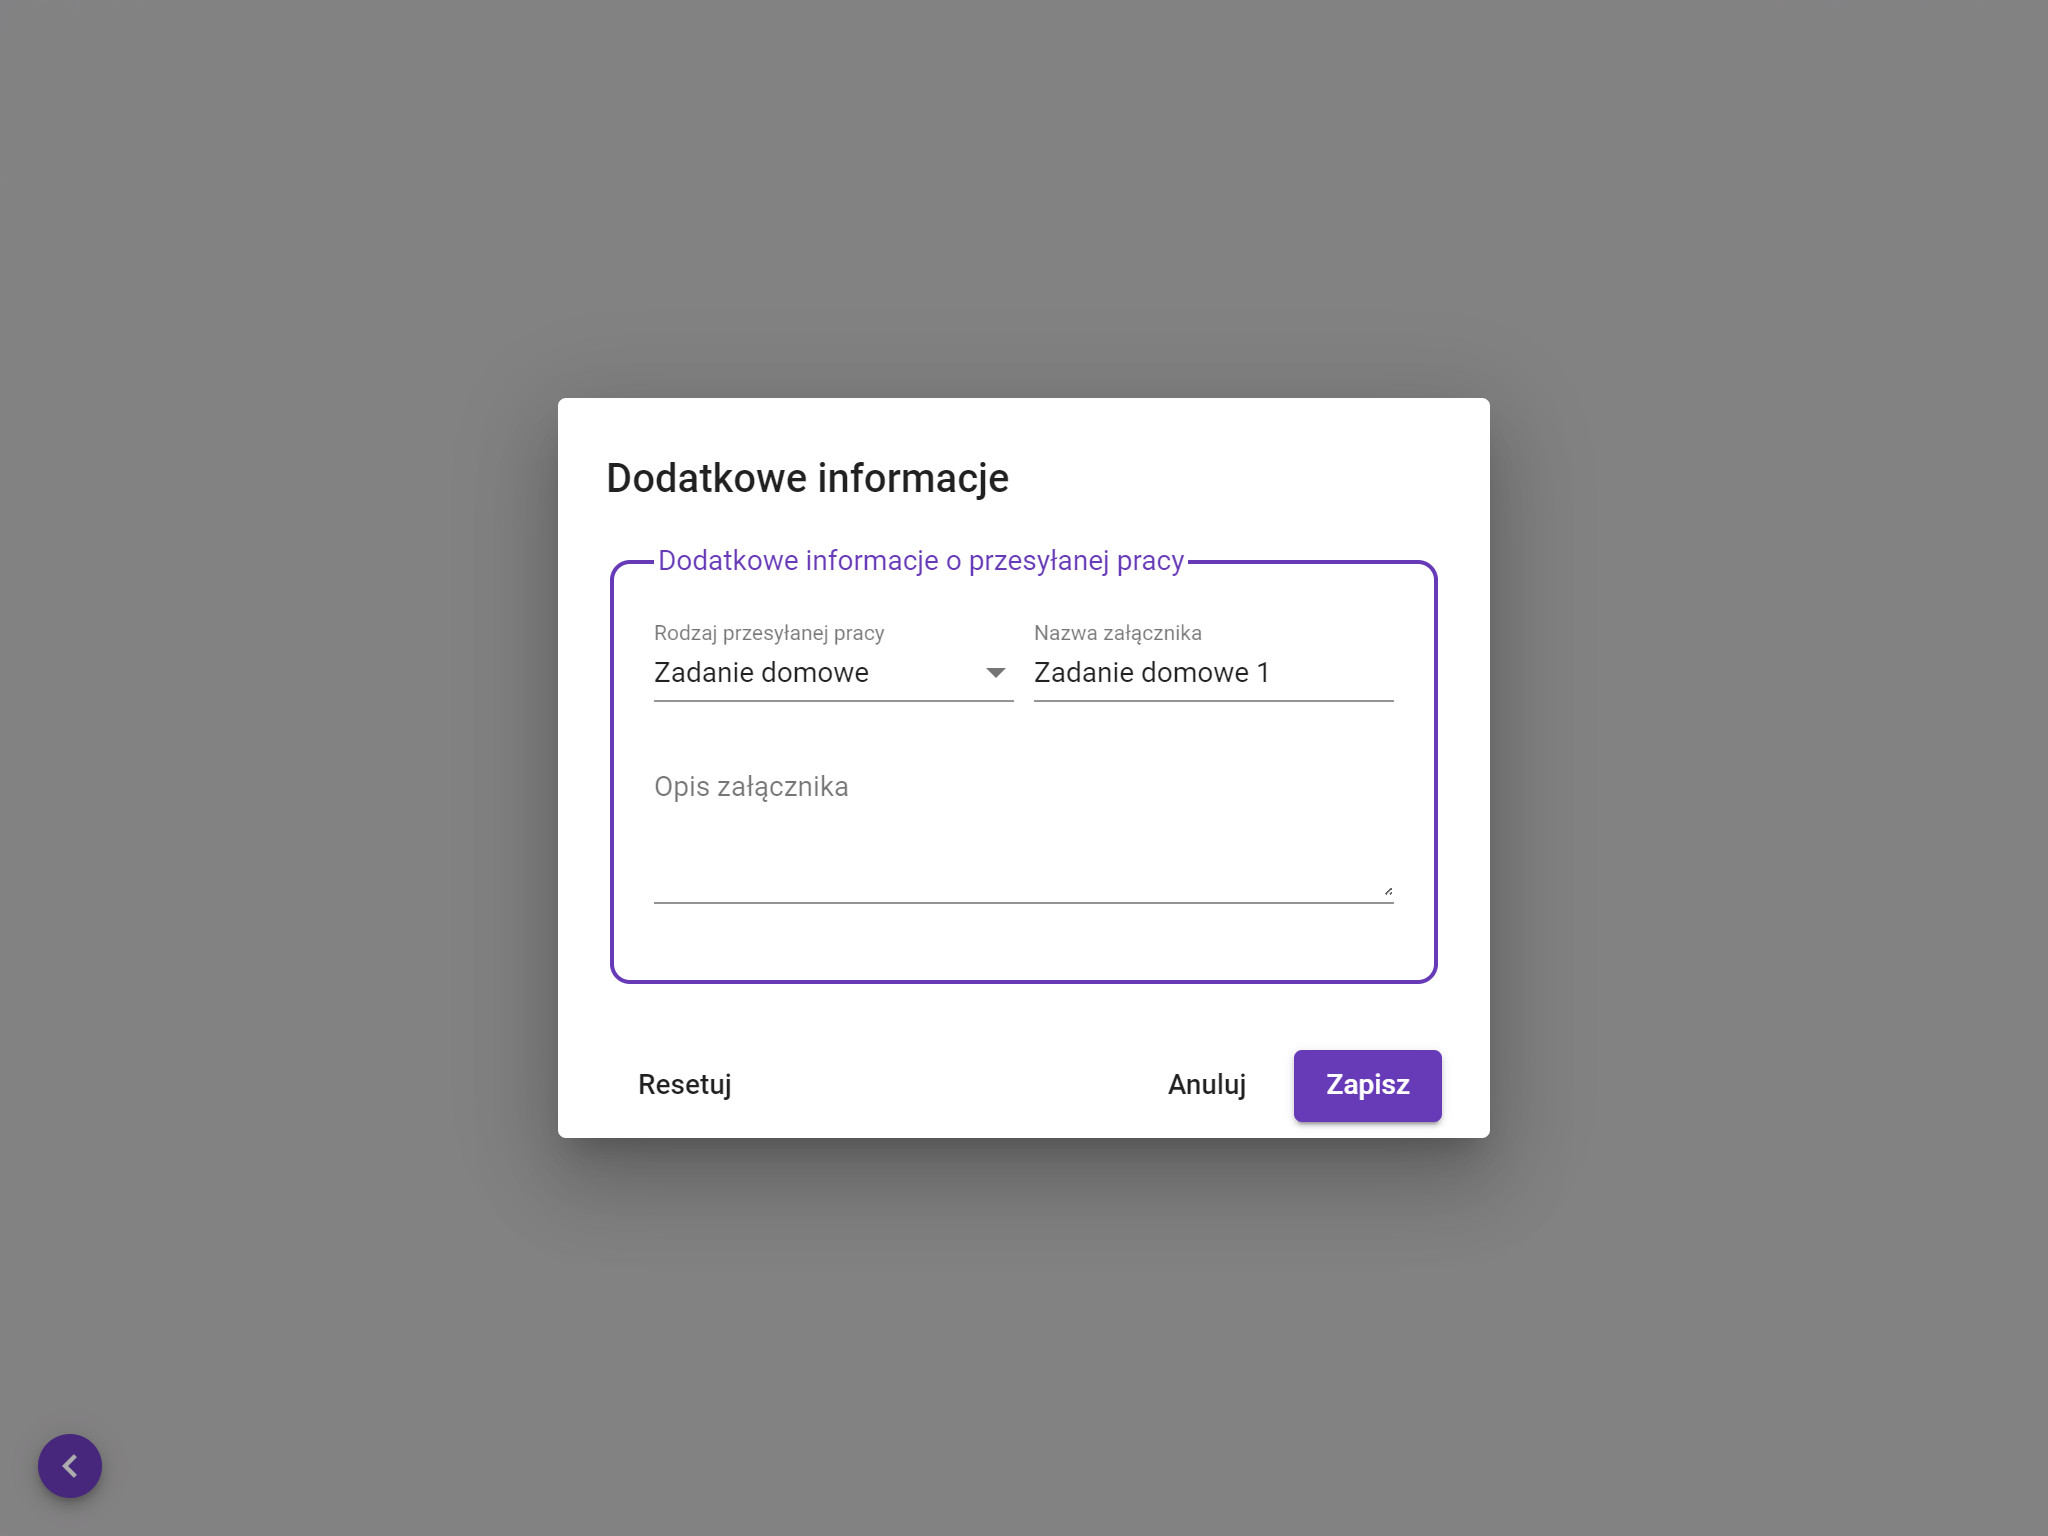 Dodatkowe informacje
Dodatkowe informacje o przesyłanej pracy
Rodzaj przesyłanej pracy
Zadanie domowe
Nazwa załącznika
Zadanie domowe 1
Opis załącznika
Resetuj
Anuluj
Zapisz